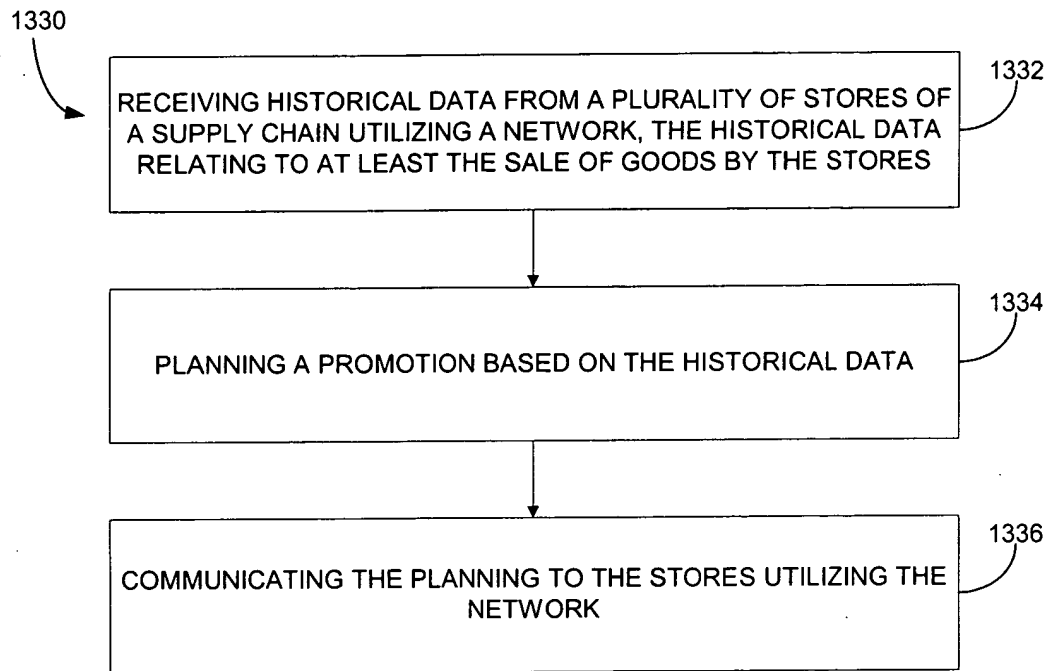 1330
1332
RECEIVING HISTORICAL DATA FROM A PLURALITY OF STORES OF
A SUPPLY CHAIN UTILIZING A NETWORK, THE HISTORICAL DATA
RELATING TO AT LEAST THE SALE OF GOODS BY THE STORES
1334
PLANNING A PROMOTION BASED ON THE HISTORICAL DATA
1336
COMMUNICATING THE PLANNING TO THE STORES UTILIZING THE
NETWORK